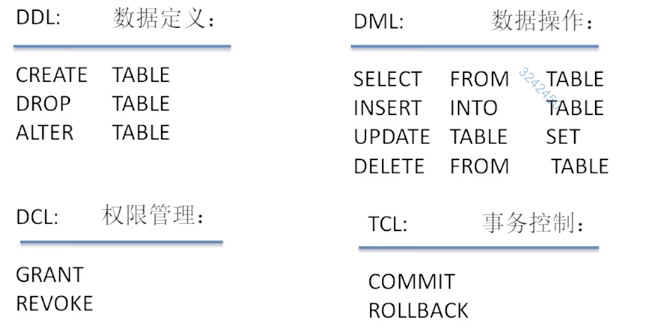 DDL: 数据定义：
CREATE TABLE
DROP TABLE
ALTER TABLE
DML: 数据操作：
SELECT FROM TABLE
INSERT INTO TABLE
UPDATE TABLE SET
DELETE FROM TABLE
DCL: 权限管理：
GRANT
REVOKE
TCL: 事务控制：
COMMIT
ROLLBACK